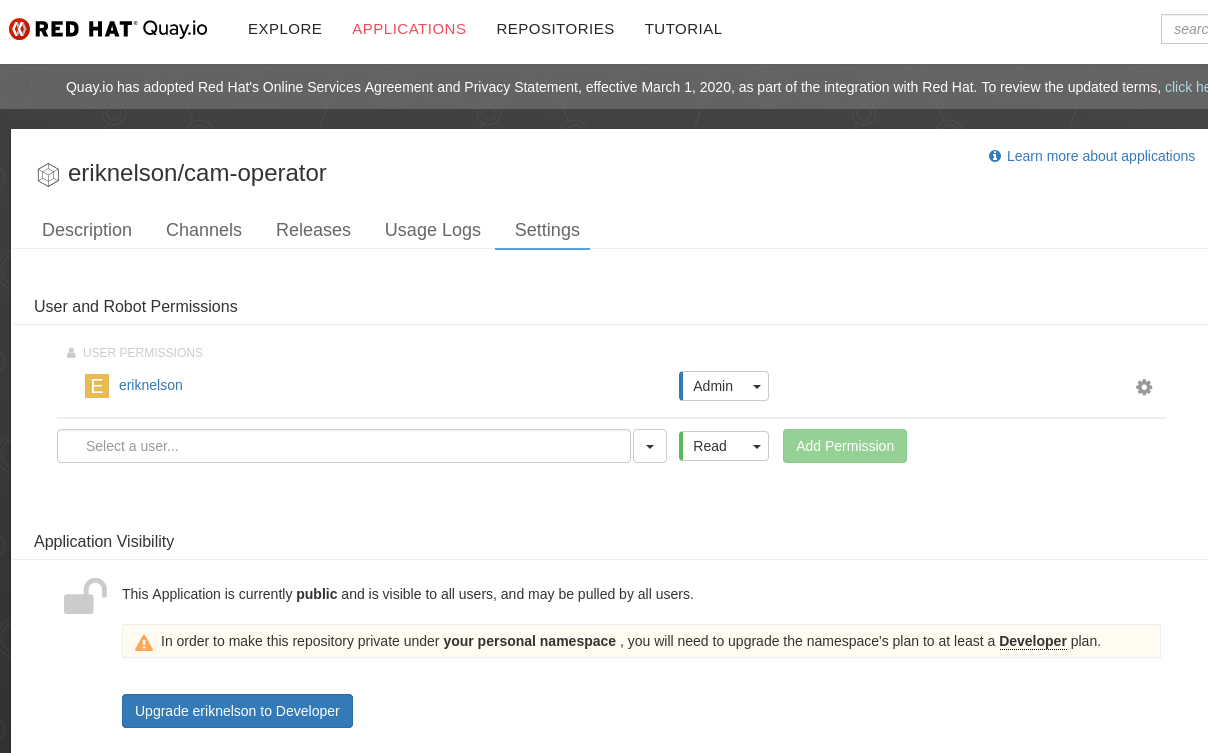 RED HAT Quay.io EXPLORE APPLICATIONS REPOSITORIES TUTORIAL
Quay.io has adopted Red Hat's Online Services Agreement and Privacy Statement, effective March 1, 2020, as part of the integration with Red Hat. To review the updated terms, click
eriknelson/cam-operator
Learn more about applications
Description Channels Releases Usage Logs Settings
User and Robot Permissions
USER PERMISSIONS
E eriknelson Admin
Select a user... Read Add Permission
Application Visibility
This Application is currently public and is visible to all users, and may be pulled by all users.
In order to make this repository private under your personal namespace , you will need to upgrade the namespace's plan to at least a Developer plan.
Upgrade eriknelson to Developer